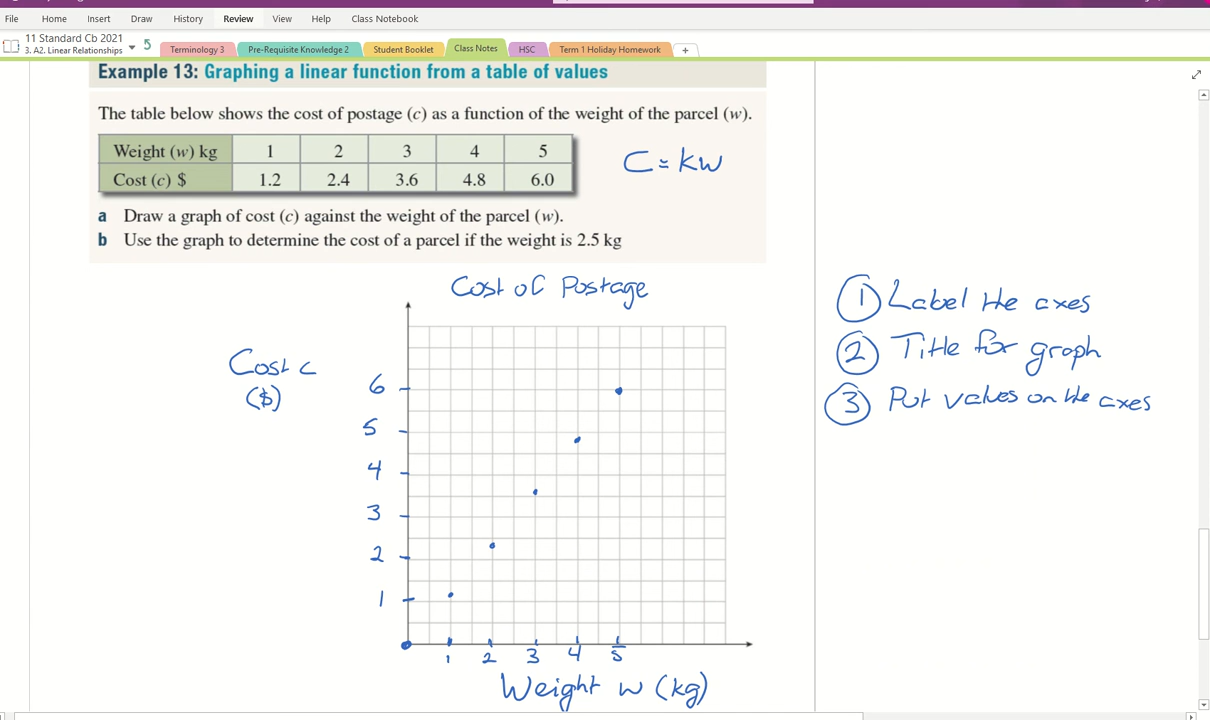 File Home Insert Draw History Review View Help Class Notebook
11 Standard Cb 2021
3. A2. Linear Relationships
5 Terminology 3 Pre-Requisite Knowledge 2 Student Booklet Class Notes HSC Term 1 Holiday Homework +
Example 13: Graphing a linear function from a table of values
The table below shows the cost of postage (c) as a function of the weight of the parcel (w).
Weight (w) kg 1 2 3 4 5
Cost (c) $ 1.2 2.4 3.6 4.8 6.0
C = kw
a Draw a graph of cost (c) against the weight of the parcel (w).
b Use the graph to determine the cost of a parcel if the weight is 2.5 kg
Cost of Postage
Cost c
($)
6
5
4
3
2
1
1 2 3 4 5
Weight w (kg)
1 Label the axes
2 Title for graph
3 Put values on the axes